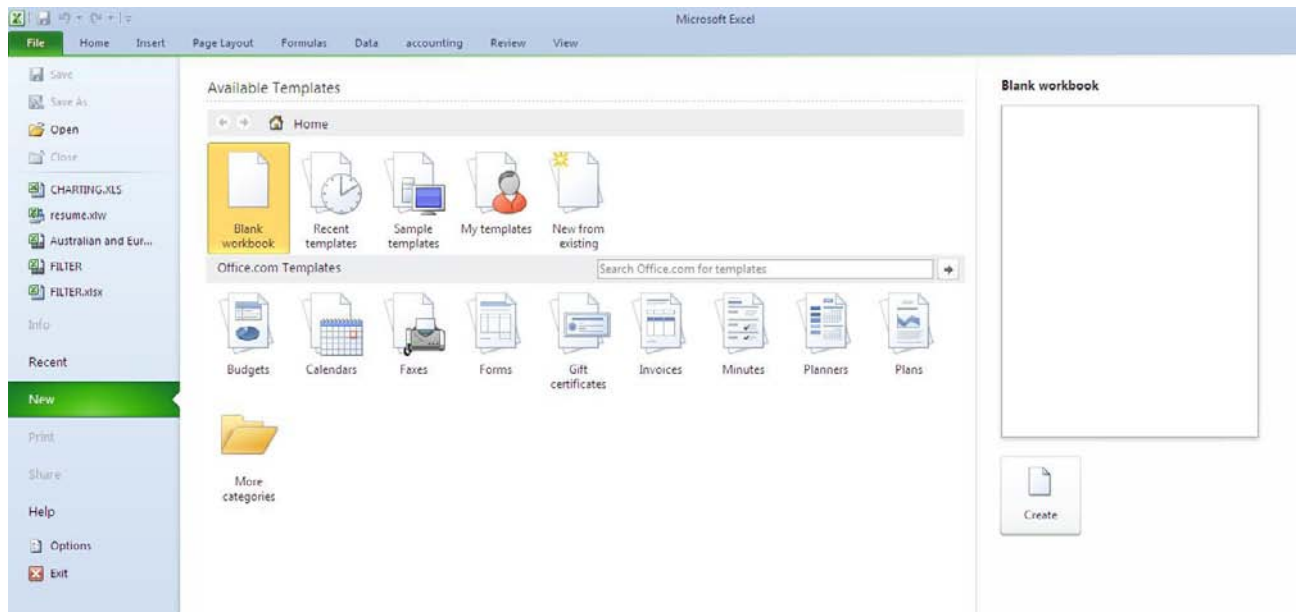 Microsoft Excel
File Home Insert Page Layout Formulas Data accounting Review View
Save
Save As
Open
Close
CHARTING.XLS
resume.xlw
Australian and Eur...
FILTER
FILTER.xlsx
Info
Recent
New
Print
Share
Help
Options
Exit
Available Templates
Home
Blank workbook
Recent templates
Sample templates
My templates
New from existing
Office.com Templates
Search Office.com for templates
Budgets
Calendars
Faxes
Forms
Gift certificates
Invoices
Minutes
Planners
Plans
More categories
Blank workbook
Create